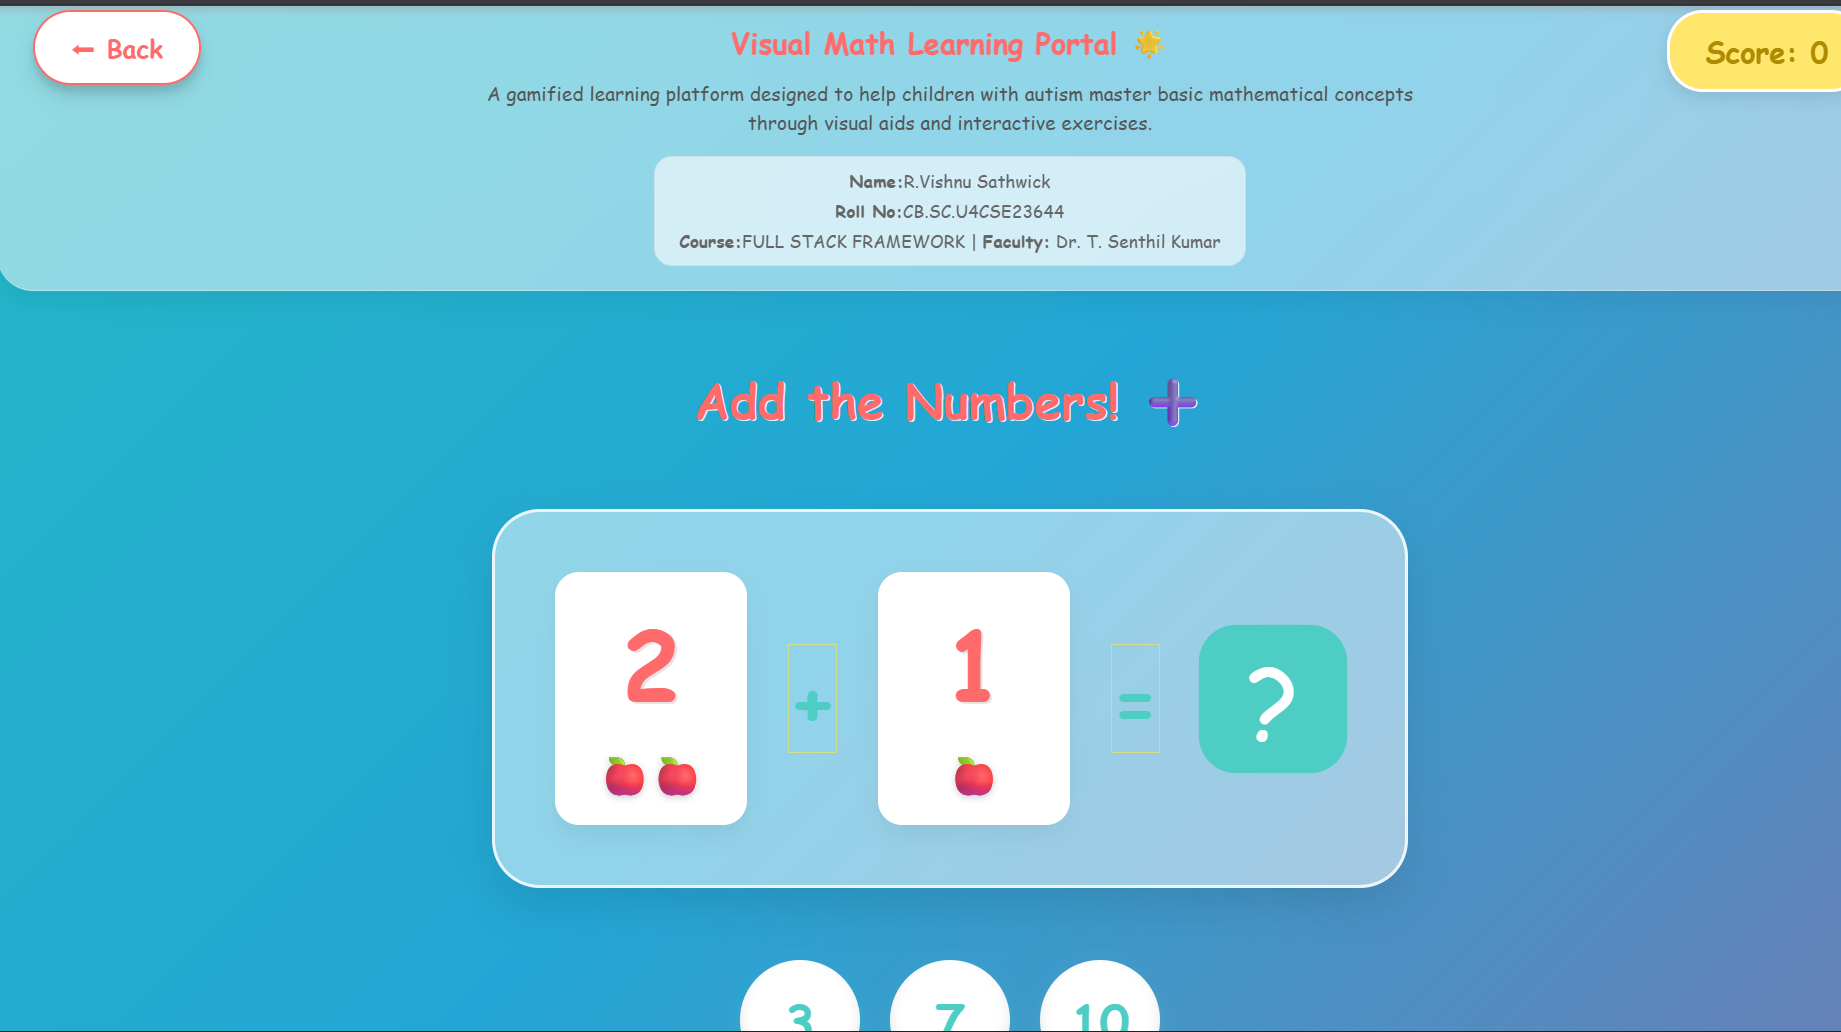 ← Back
Visual Math Learning Portal 🌟
Score: 0
A gamified learning platform designed to help children with autism master basic mathematical concepts
through visual aids and interactive exercises.
Name:R.Vishnu Sathwick
Roll No:CB.SC.U4CSE23644
Course:FULL STACK FRAMEWORK | Faculty: Dr. T. Senthil Kumar
Add the Numbers! ➕
2 + 1 = ?
3 7 10